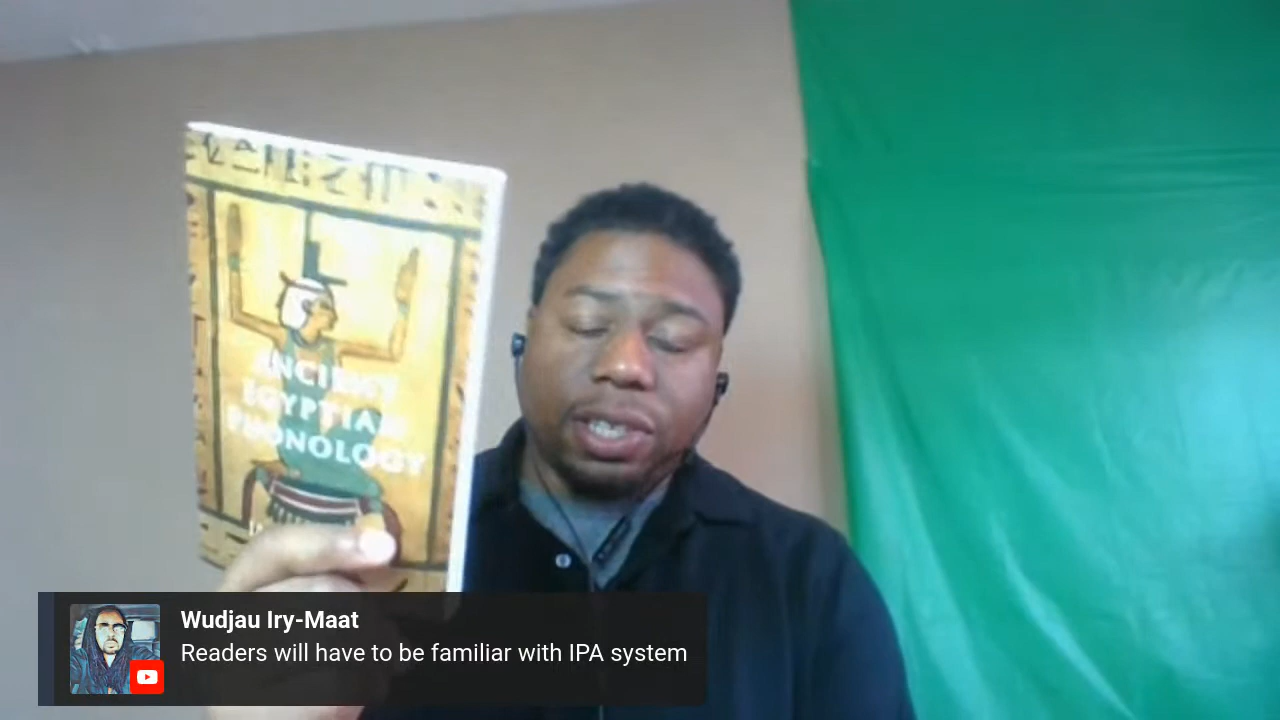 ANCIENT
EGYPTIAN
PHONOLOGY
Wudjau Iry-Maat
Readers will have to be familiar with IPA system